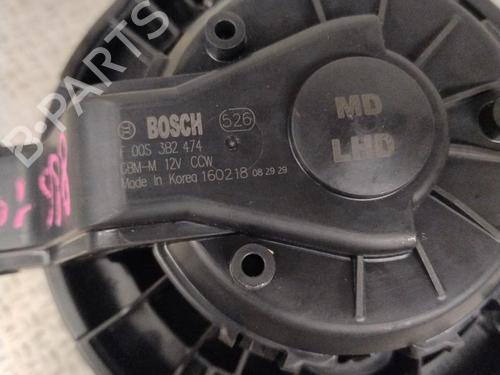 B-PARTS
BOSCH 526
F 00S 3B2 474
CBM-M 12V CCW
Made In Korea 160218 08 29 29
MD
LHD